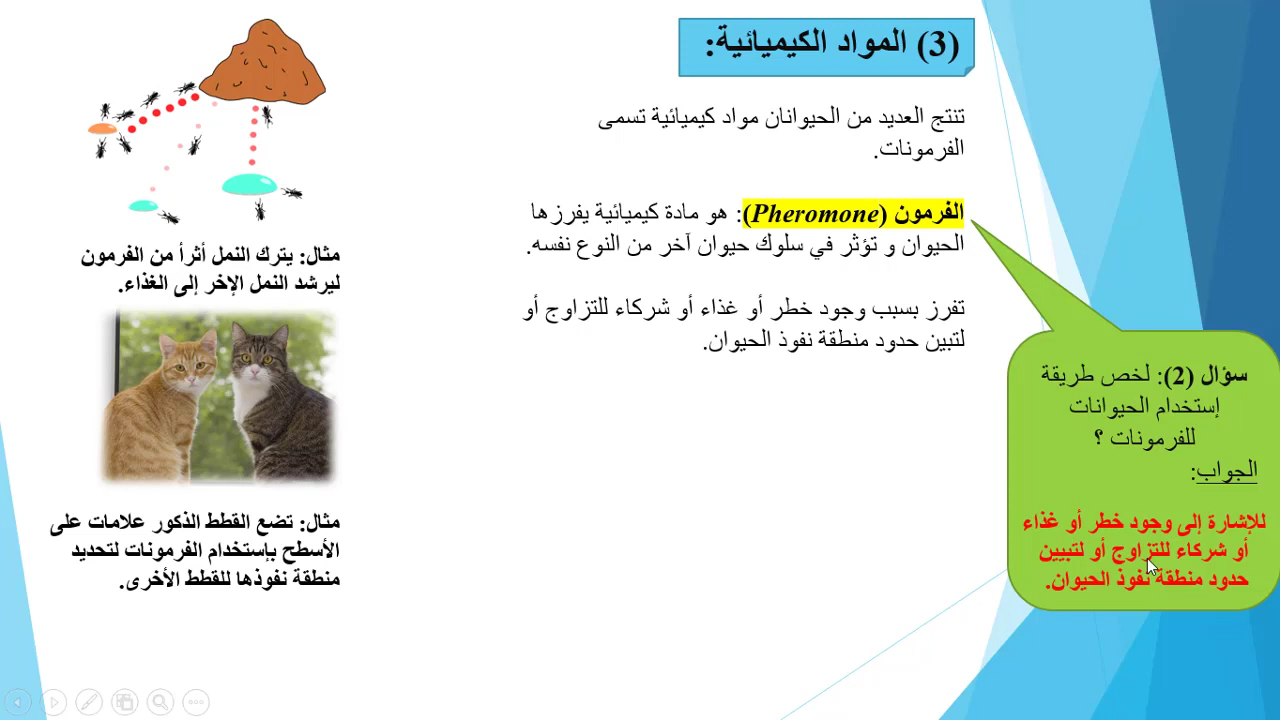 (3) المواد الكيميائية:
تنتج العديد من الحيوانان مواد كيميائية تسمى
الفرمونات.
الفرمون (Pheromone): هو مادة كيميائية يفرزها
الحيوان و تؤثر في سلوك حيوان آخر من النوع نفسه.
تفرز بسبب وجود خطر أو غذاء أو شركاء للتزاوج أو
لتبين حدود منطقة نفوذ الحيوان.
سؤال (2): لخص طريقة
إستخدام الحيوانات
للفرمونات ؟
الجواب:
للإشارة إلى وجود خطر أو غذاء
أو شركاء للتزاوج أو لتبيين
حدود منطقة نفوذ الحيوان.
مثال: يترك النمل أثرأ من الفرمون
ليرشد النمل الإخر إلى الغذاء.
مثال: تضع القطط الذكور علامات على
الأسطح بإستخدام الفرمونات لتحديد
منطقة نفوذها للقطط الأخرى.